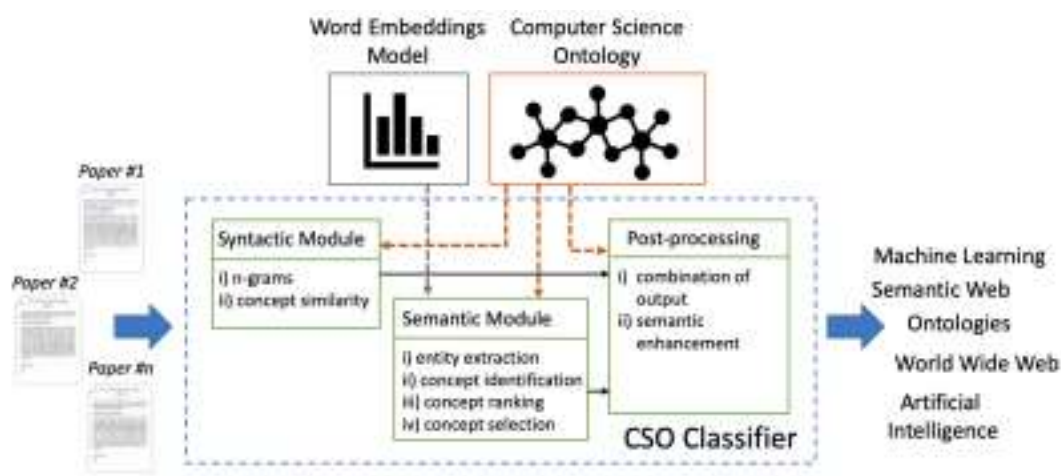 Word Embeddings
Model
Computer Science
Ontology
Paper #1
Paper #2
Paper #n
Syntactic Module
i) n-grams
ii) concept similarity
Semantic Module
i) entity extraction
ii) concept identification
iii) concept ranking
iv) concept selection
Post-processing
i) combination of
output
ii) semantic
enhancement
CSO Classifier
Machine Learning
Semantic Web
Ontologies
World Wide Web
Artificial
Intelligence